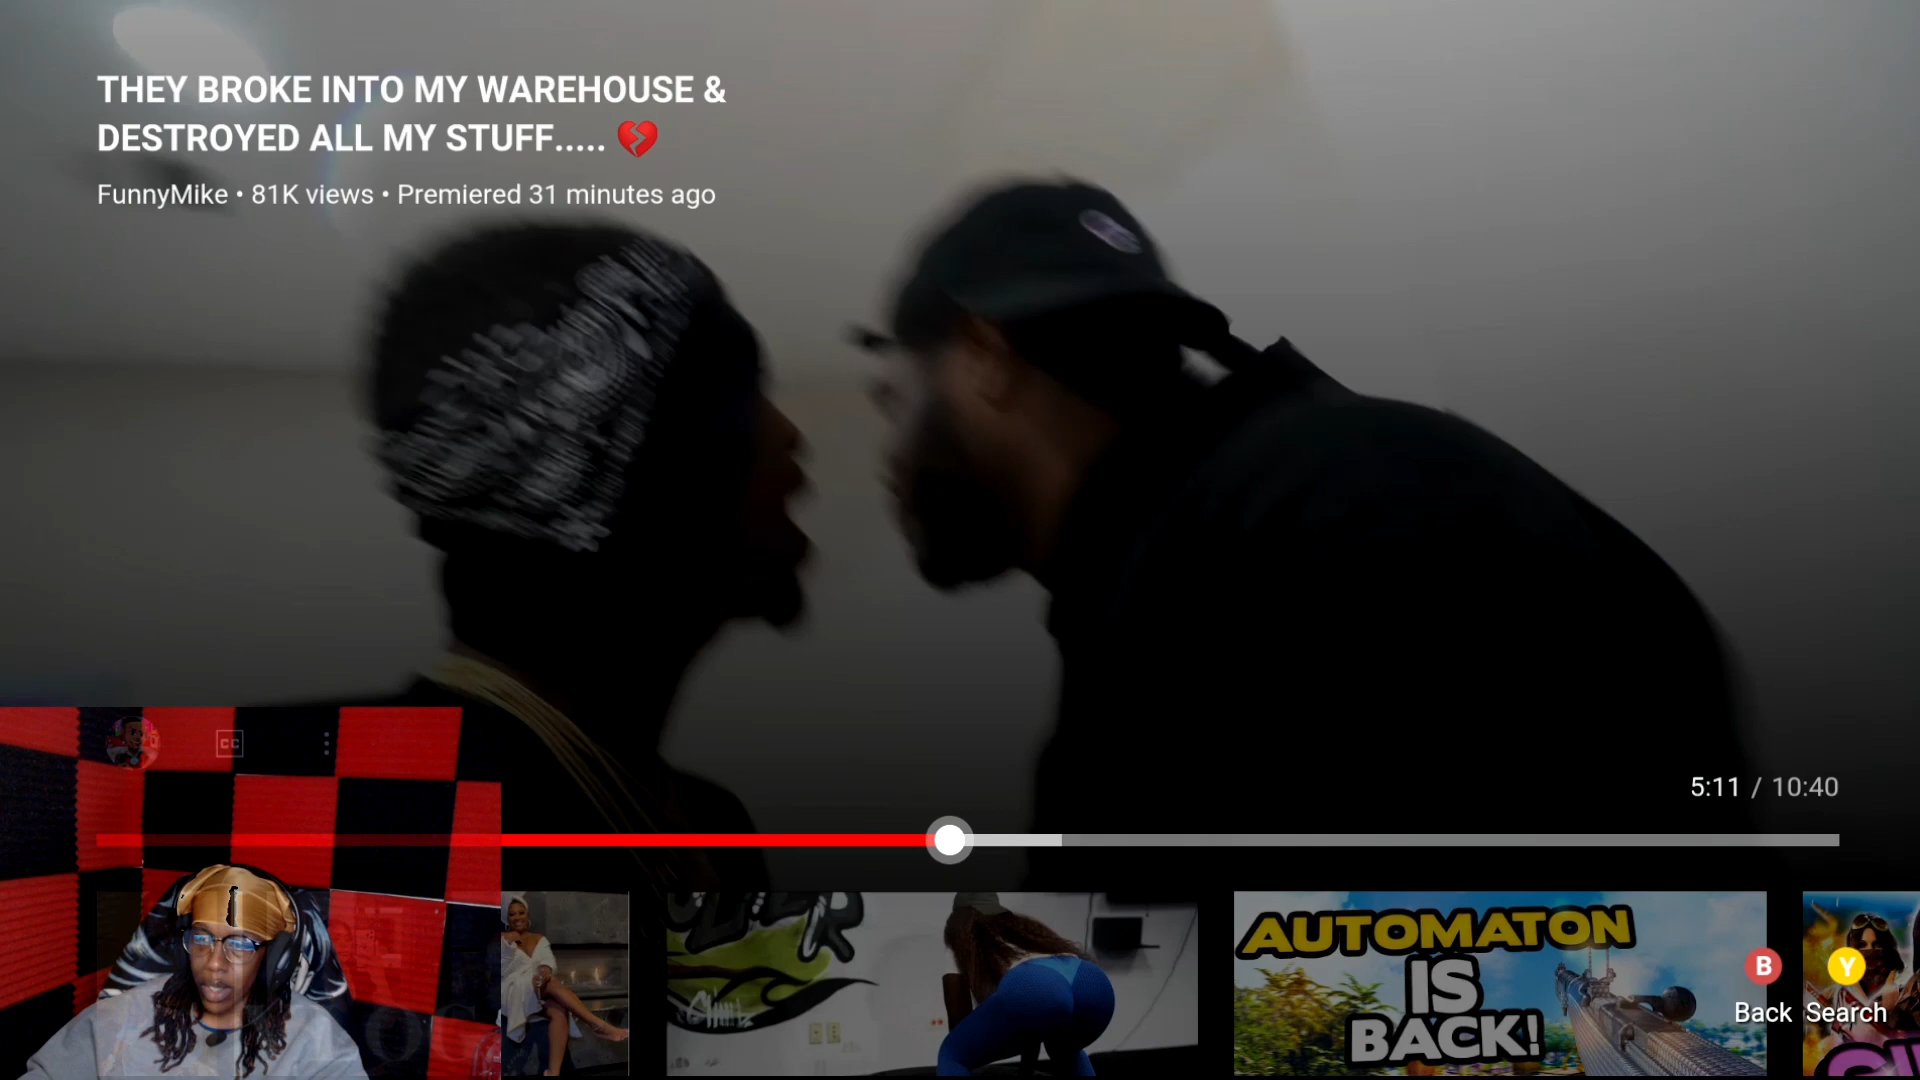 THEY BROKE INTO MY WAREHOUSE &
DESTROYED ALL MY STUFF..... 💔
FunnyMike • 81K views • Premiered 31 minutes ago
CC
5:11 / 10:40
AUTOMATON
IS
BACK!
B
Y
Back
Search